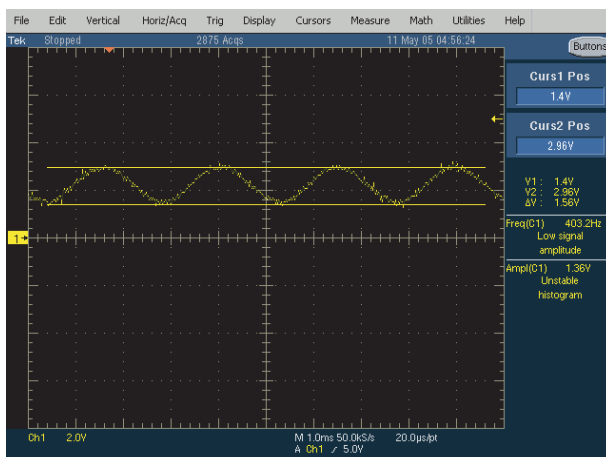 File Edit Vertical Horiz/Acq Trig Display Cursors Measure Math Utilities Help
Tek Stopped 2875 Acqs 11 May 05 04:56:24
Buttons
Curs1 Pos
1.4V
Curs2 Pos
2.96V
V1: 1.4V
V2: 2.96V
ΔV: 1.56V
Freq(C1) 403.2Hz
Low signal
amplitude
1
Ampl(C1) 1.36V
Unstable
histogram
Ch1 2.0V M 1.0ms 50.0kS/s 20.0µs/pt
A Ch1 ∕ 5.0V